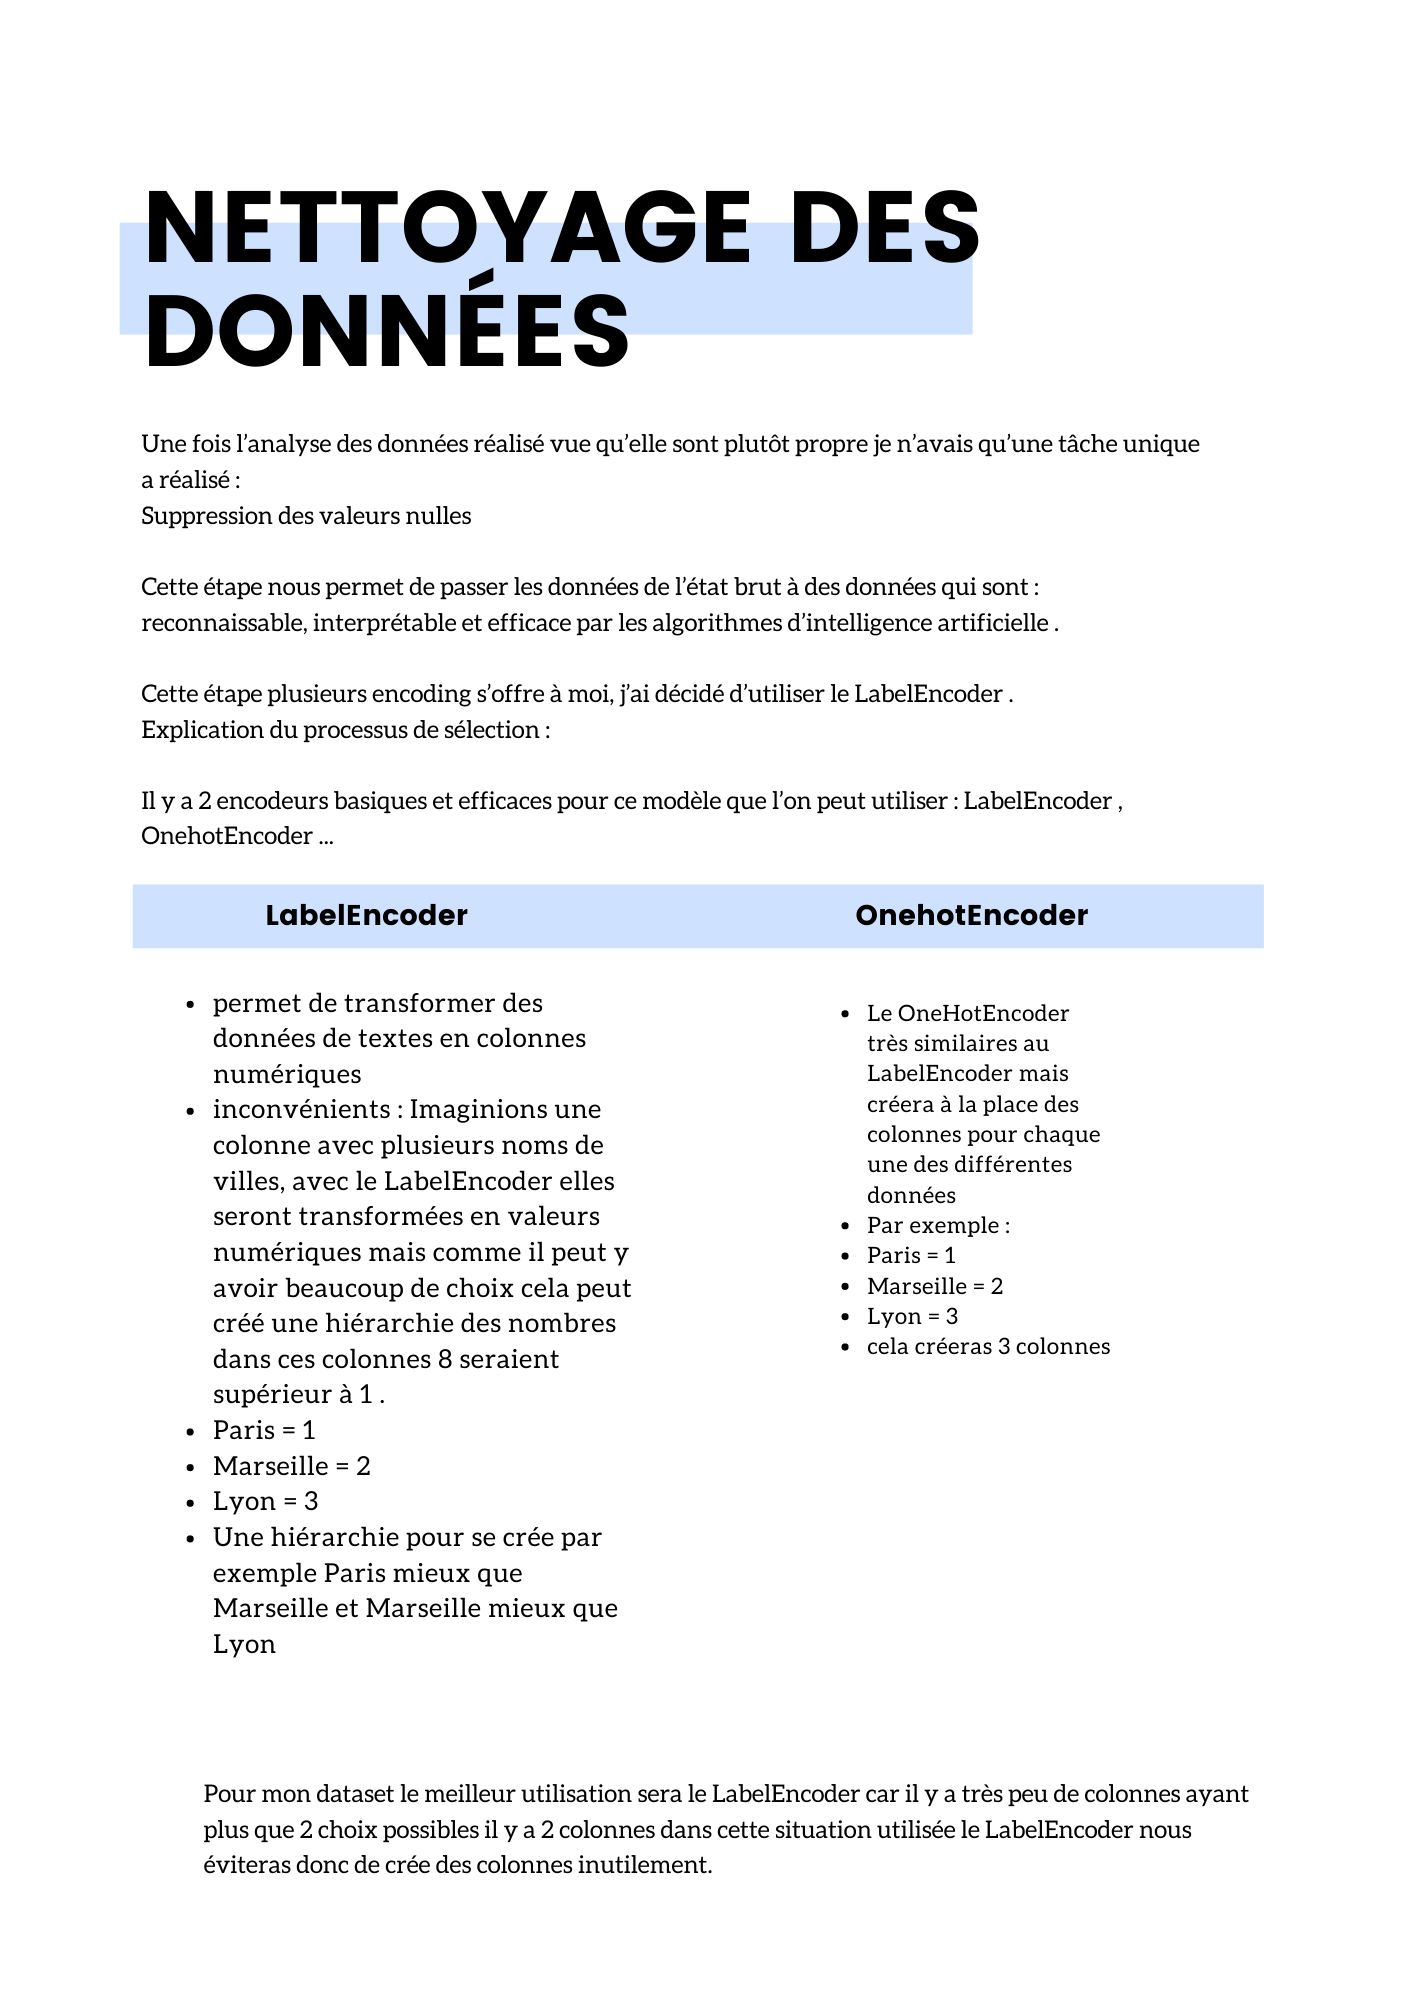 NETTOYAGE DES
DONNÉES
Une fois l’analyse des données réalisé vue qu’elle sont plutôt propre je n’avais qu’une tâche unique
a réalisé :
Suppression des valeurs nulles
Cette étape nous permet de passer les données de l’état brut à des données qui sont :
reconnaissable, interprétable et efficace par les algorithmes d’intelligence artificielle .
Cette étape plusieurs encoding s’offre à moi, j’ai décidé d’utiliser le LabelEncoder .
Explication du processus de sélection :
Il y a 2 encodeurs basiques et efficaces pour ce modèle que l’on peut utiliser : LabelEncoder ,
OnehotEncoder ...
LabelEncoder
• permet de transformer des
données de textes en colonnes
numériques
• inconvénients : Imaginions une
colonne avec plusieurs noms de
villes, avec le LabelEncoder elles
seront transformées en valeurs
numériques mais comme il peut y
avoir beaucoup de choix cela peut
créé une hiérarchie des nombres
dans ces colonnes 8 seraient
supérieur à 1 .
• Paris = 1
• Marseille = 2
• Lyon = 3
• Une hiérarchie pour se crée par
exemple Paris mieux que
Marseille et Marseille mieux que
Lyon
OnehotEncoder
• Le OneHotEncoder
très similaires au
LabelEncoder mais
créera à la place des
colonnes pour chaque
une des différentes
données
• Par exemple :
• Paris = 1
• Marseille = 2
• Lyon = 3
• cela créeras 3 colonnes
Pour mon dataset le meilleur utilisation sera le LabelEncoder car il y a très peu de colonnes ayant
plus que 2 choix possibles il y a 2 colonnes dans cette situation utilisée le LabelEncoder nous
éviteras donc de crée des colonnes inutilement.